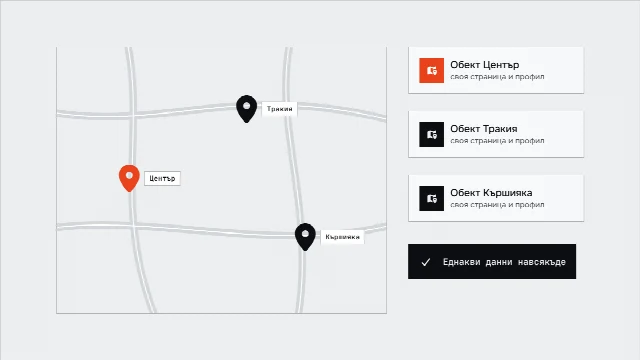 Тракия
Център
Кършияка
Обект Център
своя страница и профил
Обект Тракия
своя страница и профил
Обект Кършияка
своя страница и профил
Еднакви данни навсякъде